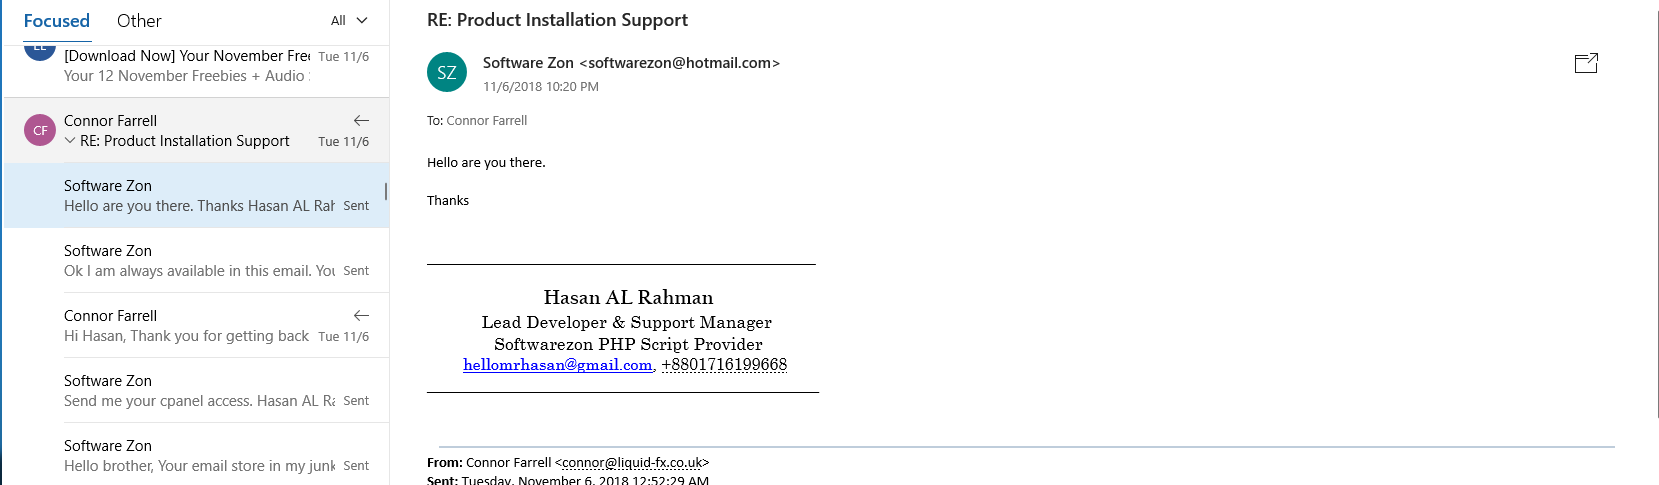 Focused Other All
[Download Now] Your November Free Tue 11/6
Your 12 November Freebies + Audio
CF
Connor Farrell
RE: Product Installation Support Tue 11/6
Software Zon
Hello are you there. Thanks Hasan AL Rah Sent
Software Zon
Ok I am always available in this email. You Sent
Connor Farrell
Hi Hasan, Thank you for getting back Tue 11/6
Software Zon
Send me your cpanel access. Hasan AL Ra Sent
Software Zon
Hello brother, Your email store in my junk Sent
RE: Product Installation Support
SZ
Software Zon <softwarezon@hotmail.com>
11/6/2018 10:20 PM
To: Connor Farrell
Hello are you there.
Thanks
Hasan AL Rahman
Lead Developer & Support Manager
Softwarezon PHP Script Provider
hellomrhasan@gmail.com, +8801716199668
From: Connor Farrell <connor@liquid-fx.co.uk>
Sent: Tuesday, November 6, 2018 12:52:29 AM